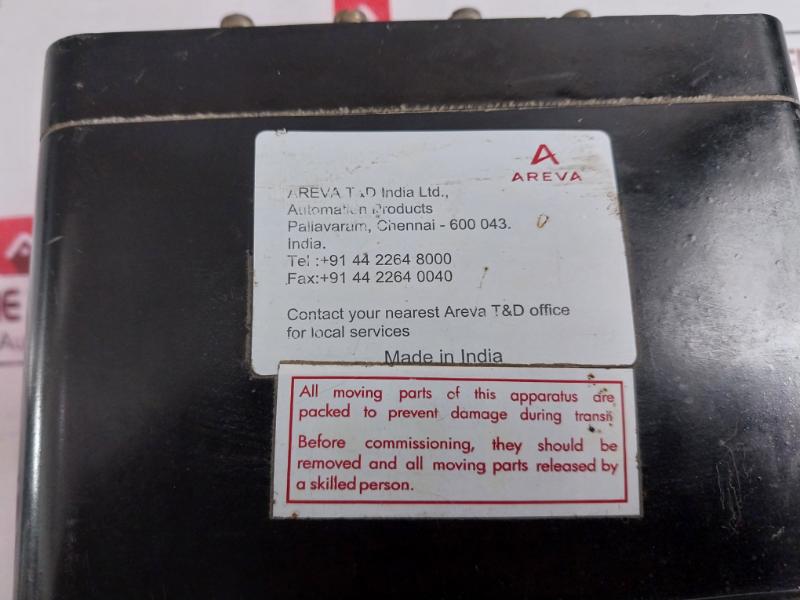 AREVA
AREVA T&D India Ltd.,
Automation Products
Pallavaram, Chennai - 600 043.
India.
Tel :+91 44 2264 8000
Fax:+91 44 2264 0040
Contact your nearest Areva T&D office
for local services
Made in India
All moving parts of this apparatus are
packed to prevent damage during transit
Before commissioning, they should be
removed and all moving parts released by
a skilled person.